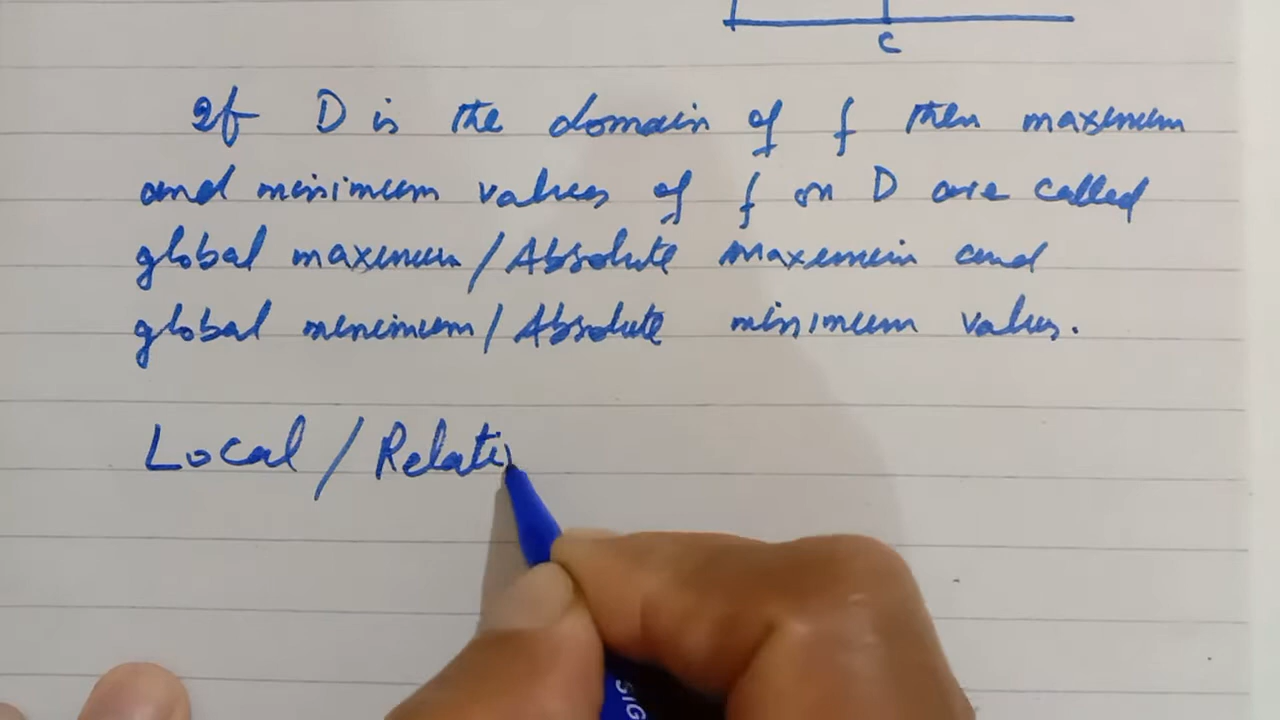 c
If D is the domain of f then maximum
and minimum values of f on D are called
global maximum/Absolute maximum and
global minimum/Absolute minimum values.
Local / Relati
SIG